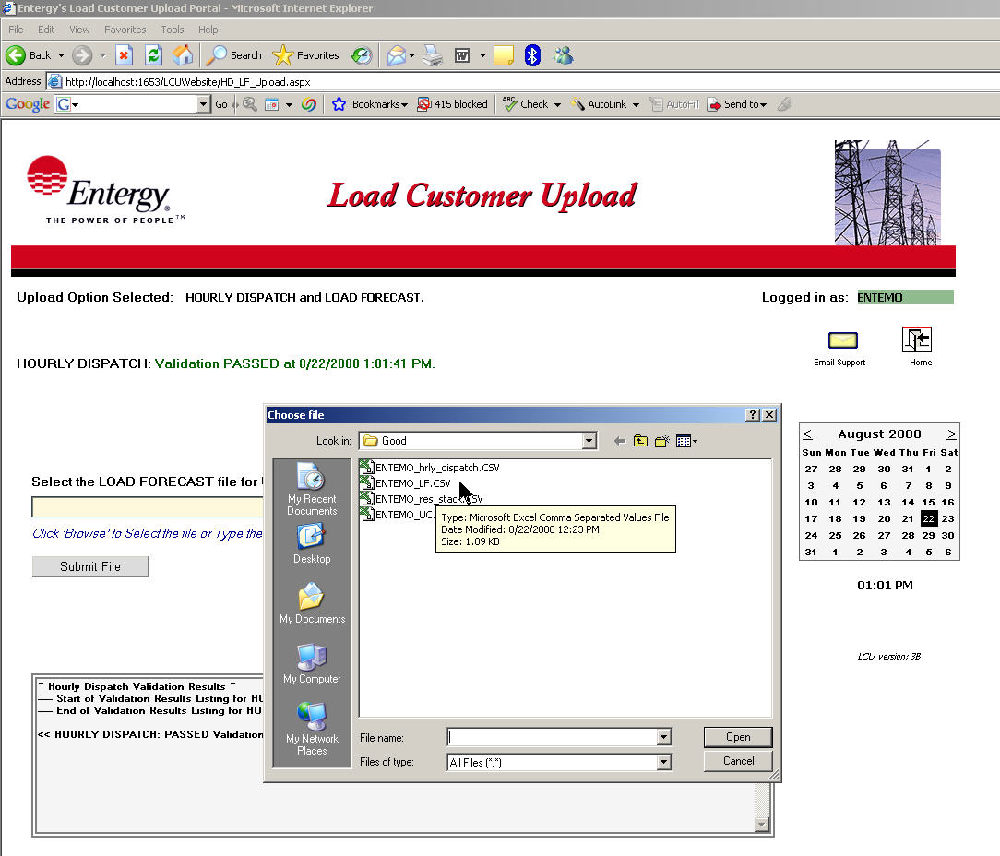 Entergy's Load Customer Upload Portal - Microsoft Internet Explorer
File Edit View Favorites Tools Help
Back Search Favorites
Address http://localhost:1653/LCUWebsite/HD_LF_Upload.aspx
Google G Go Bookmarks 415 blocked ABC Check AutoLink AutoFill Send to
Entergy®
THE POWER OF PEOPLE™
Load Customer Upload
Upload Option Selected: HOURLY DISPATCH and LOAD FORECAST.
Logged in as: ENTEMO
Email Support Home
HOURLY DISPATCH: Validation PASSED at 8/22/2008 1:01:41 PM.
Select the LOAD FORECAST file for
Click 'Browse' to Select the file or Type the
Submit File
~ Hourly Dispatch Validation Results ~
---- Start of Validation Results Listing for HO
---- End of Validation Results Listing for HO
<< HOURLY DISPATCH: PASSED Validation
Choose file ? X
Look in: Good
My Recent
Documents
Desktop
My Documents
My Computer
My Network
Places
ENTEMO_hrly_dispatch.CSV
ENTEMO_LF.CSV
ENTEMO_res_stack.CSV
ENTEMO_UC.
Type: Microsoft Excel Comma Separated Values File
Date Modified: 8/22/2008 12:23 PM
Size: 1.09 KB
File name: Open
Files of type: All Files (*.*) Cancel
< August 2008 >
Sun Mon Tue Wed Thu Fri Sat
27 28 29 30 31 1 2
3 4 5 6 7 8 9
10 11 12 13 14 15 16
17 18 19 20 21 22 23
24 25 26 27 28 29 30
31 1 2 3 4 5 6
01:01 PM
LCU version: 3B